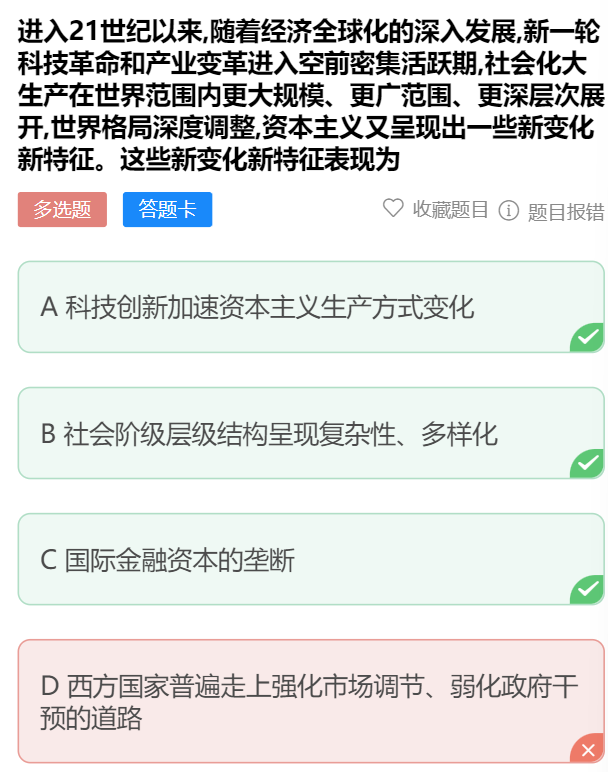 进入21世纪以来,随着经济全球化的深入发展,新一轮
科技革命和产业变革进入空前密集活跃期,社会化大
生产在世界范围内更大规模、更广范围、更深层次展
开,世界格局深度调整,资本主义又呈现出一些新变化
新特征。这些新变化新特征表现为
多选题 答题卡 收藏题目 题目报错
A 科技创新加速资本主义生产方式变化
B 社会阶级层级结构呈现复杂性、多样化
C 国际金融资本的垄断
D 西方国家普遍走上强化市场调节、弱化政府干
预的道路